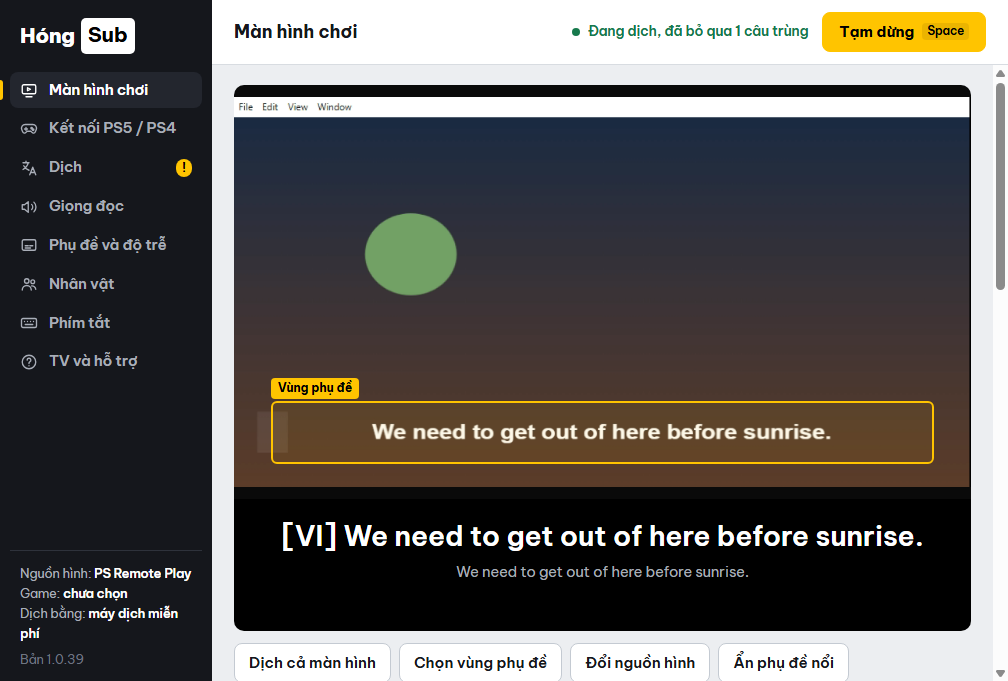 Hóng Sub
Màn hình chơi
Kết nối PS5 / PS4
Dịch
!
Giọng đọc
Phụ đề và độ trễ
Nhân vật
Phím tắt
TV và hỗ trợ
Nguồn hình: PS Remote Play
Game: chưa chọn
Dịch bằng: máy dịch miễn
phí
Bản 1.0.39
Màn hình chơi
Đang dịch, đã bỏ qua 1 câu trùng
Tạm dừng Space
File Edit View Window
Vùng phụ đề
We need to get out of here before sunrise.
[VI] We need to get out of here before sunrise.
We need to get out of here before sunrise.
Dịch cả màn hình
Chọn vùng phụ đề
Đổi nguồn hình
Ẩn phụ đề nổi